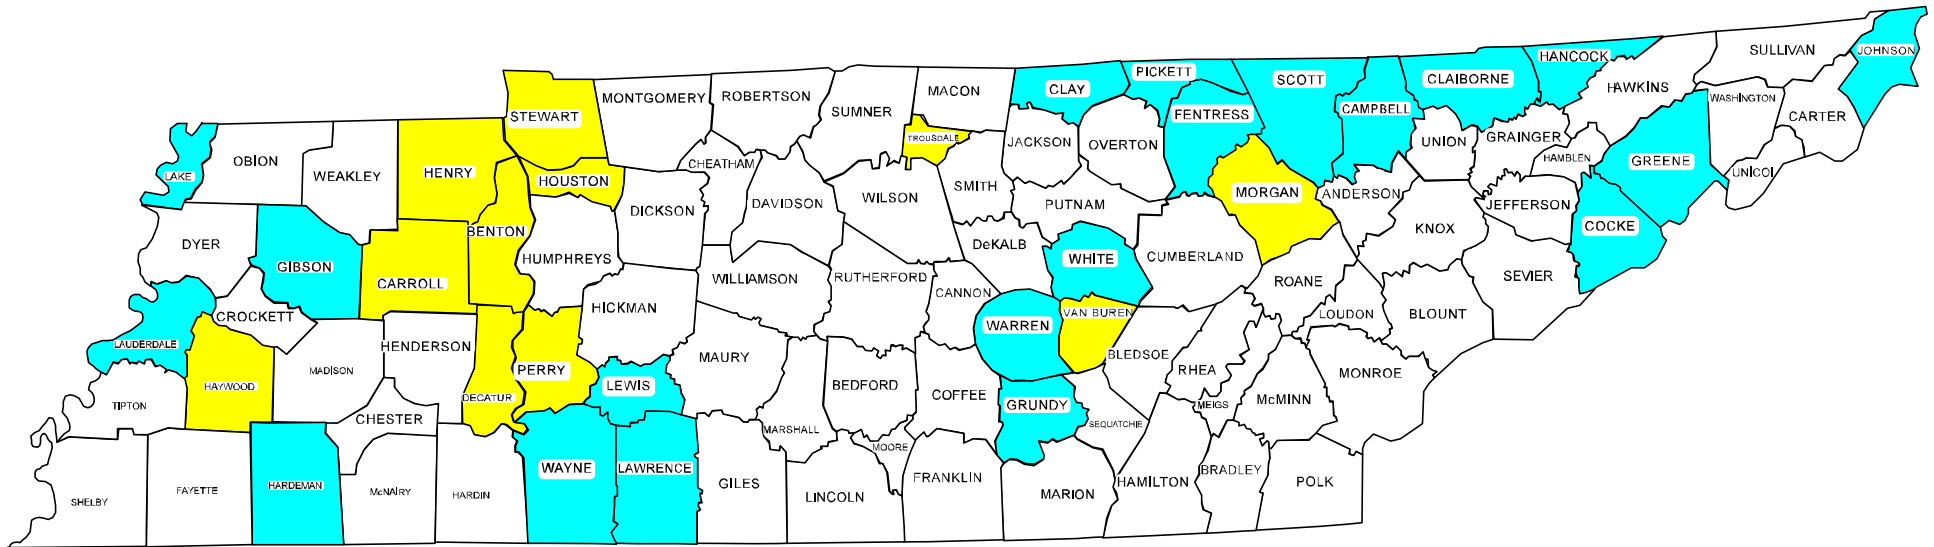 SULLIVAN
JOHNSON
HANCOCK
PICKETT
SCOTT
CLAIBORNE
CLAY
MACON
HAWKINS
WASHINGTON
MONTGOMERY
ROBERTSON
SUMNER
CAMPBELL
FENTRESS
CARTER
STEWART
TROUSDALE
JACKSON
OVERTON
UNION
GRAINGER
HAMBLEN
GREENE
OBION
CHEATHAM
UNICOI
LAKE
WEAKLEY
HENRY
HOUSTON
SMITH
MORGAN
ANDERSON
WILSON
DICKSON
DAVIDSON
PUTNAM
JEFFERSON
COCKE
KNOX
BENTON
DYER
DeKALB
HUMPHREYS
WHITE
CUMBERLAND
GIBSON
SEVIER
CARROLL
WILLIAMSON
RUTHERFORD
ROANE
CANNON
HICKMAN
VAN BUREN
LOUDON
BLOUNT
CROCKETT
WARREN
LAUDERDALE
HENDERSON
MAURY
BLEDSOE
MADISON
PERRY
RHEA
MONROE
HAYWOOD
LEWIS
BEDFORD
COFFEE
DECATUR
McMINN
TIPTON
GRUNDY
MEIGS
CHESTER
MARSHALL
SEQUATCHIE
MOORE
WAYNE
LAWRENCE
BRADLEY
FRANKLIN
HARDEMAN
GILES
HAMILTON
POLK
FAYETTE
McNAIRY
HARDIN
LINCOLN
MARION
SHELBY